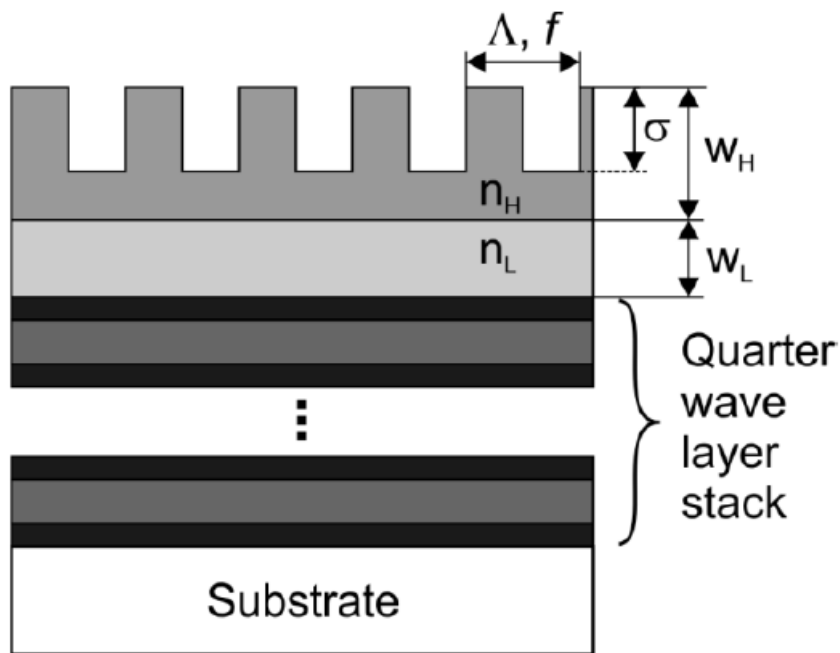 Λ, f
σ
w_H
n_H
n_L
w_L
Quarter
wave
layer
stack
Substrate